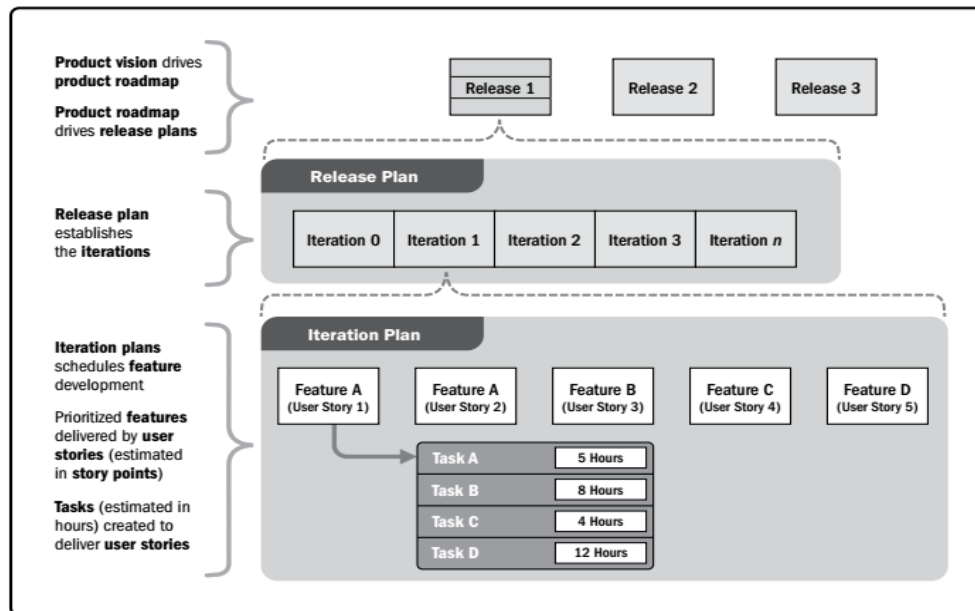 Product vision drives
product roadmap
Product roadmap
drives release plans
Release 1
Release 2
Release 3
Release Plan
Release plan
establishes
the iterations
Iteration 0
Iteration 1
Iteration 2
Iteration 3
Iteration n
Iteration Plan
Iteration plans
schedules feature
development
Prioritized features
delivered by user
stories (estimated
in story points)
Tasks (estimated in
hours) created to
deliver user stories
Feature A
(User Story 1)
Feature A
(User Story 2)
Feature B
(User Story 3)
Feature C
(User Story 4)
Feature D
(User Story 5)
Task A
5 Hours
Task B
8 Hours
Task C
4 Hours
Task D
12 Hours